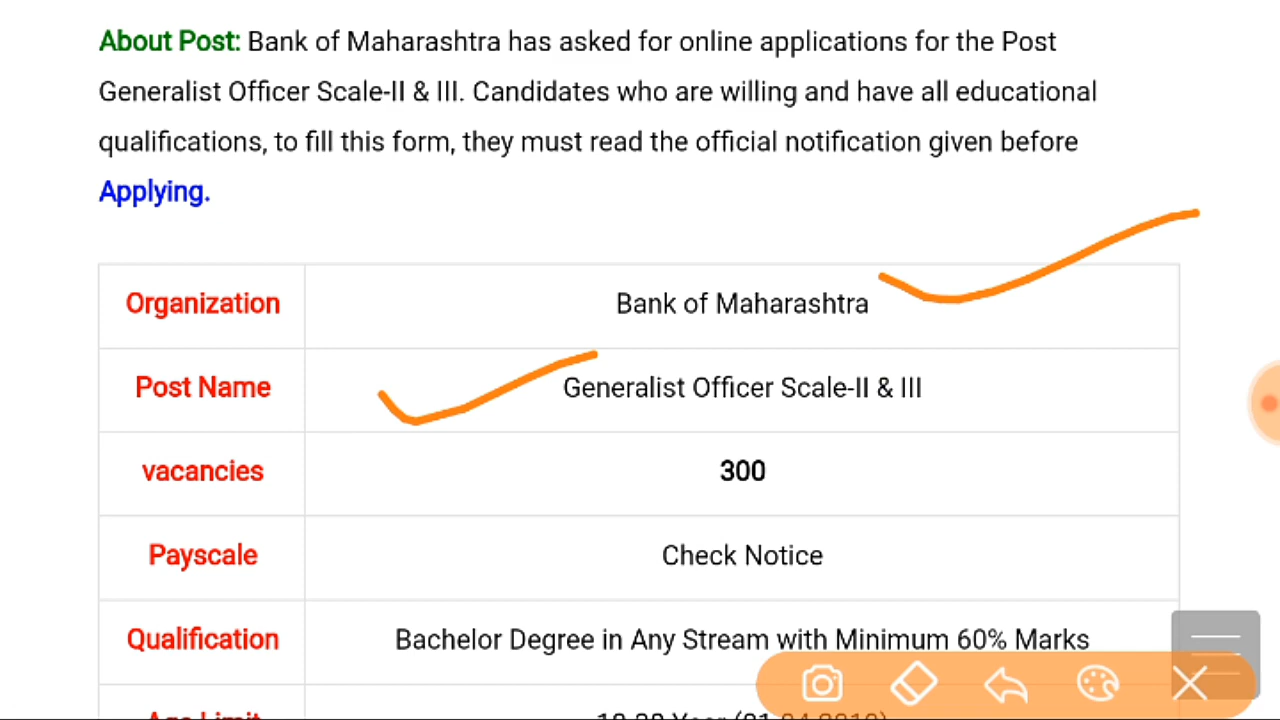 About Post: Bank of Maharashtra has asked for online applications for the Post
Generalist Officer Scale-II & III. Candidates who are willing and have all educational
qualifications, to fill this form, they must read the official notification given before
Applying.
Organization Bank of Maharashtra
Post Name Generalist Officer Scale-II & III
vacancies 300
Payscale Check Notice
Qualification Bachelor Degree in Any Stream with Minimum 60% Marks
Age Limit